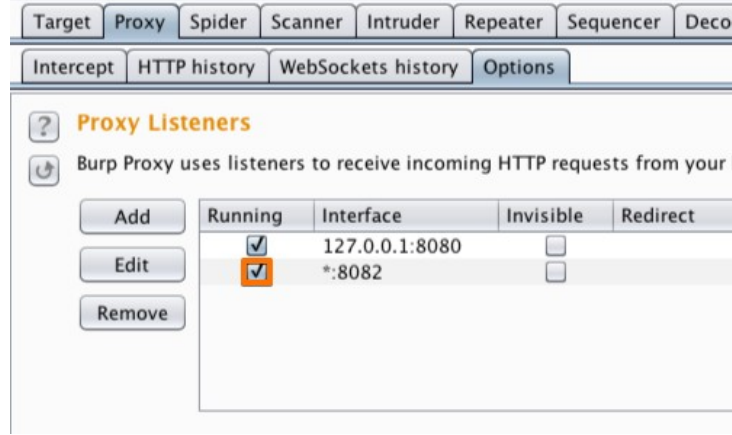 Target Proxy Spider Scanner Intruder Repeater Sequencer Deco
Intercept HTTP history WebSockets history Options
? Proxy Listeners
Burp Proxy uses listeners to receive incoming HTTP requests from your
Add Running Interface Invisible Redirect
127.0.0.1:8080
Edit
*:8082
Remove